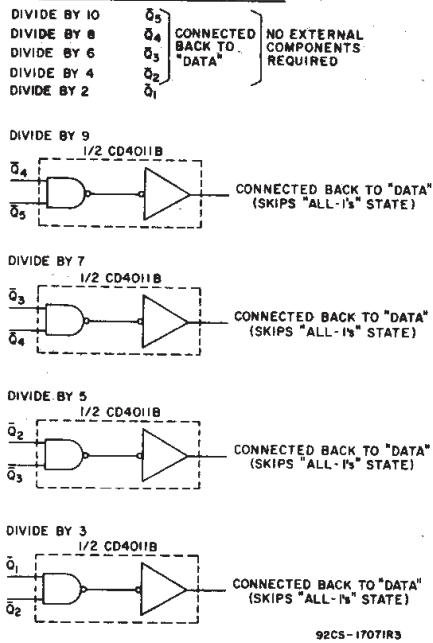 DIVIDE BY 10 Q̄5
DIVIDE BY 8 Q̄4
DIVIDE BY 6 Q̄3
DIVIDE BY 4 Q̄2
DIVIDE BY 2 Q̄1
CONNECTED
BACK TO
"DATA"
NO EXTERNAL
COMPONENTS
REQUIRED
DIVIDE BY 9
1/2 CD4011B
Q̄4
Q̄5
CONNECTED BACK TO "DATA"
(SKIPS "ALL-1's" STATE)
DIVIDE BY 7
1/2 CD4011B
Q̄3
Q̄4
CONNECTED BACK TO "DATA"
(SKIPS "ALL-1's" STATE)
DIVIDE BY 5
1/2 CD4011B
Q̄2
Q̄3
CONNECTED BACK TO "DATA"
(SKIPS "ALL-1's" STATE)
DIVIDE BY 3
1/2 CD4011B
Q̄1
Q̄2
CONNECTED BACK TO "DATA"
(SKIPS "ALL-1's" STATE)
92CS-17071R3